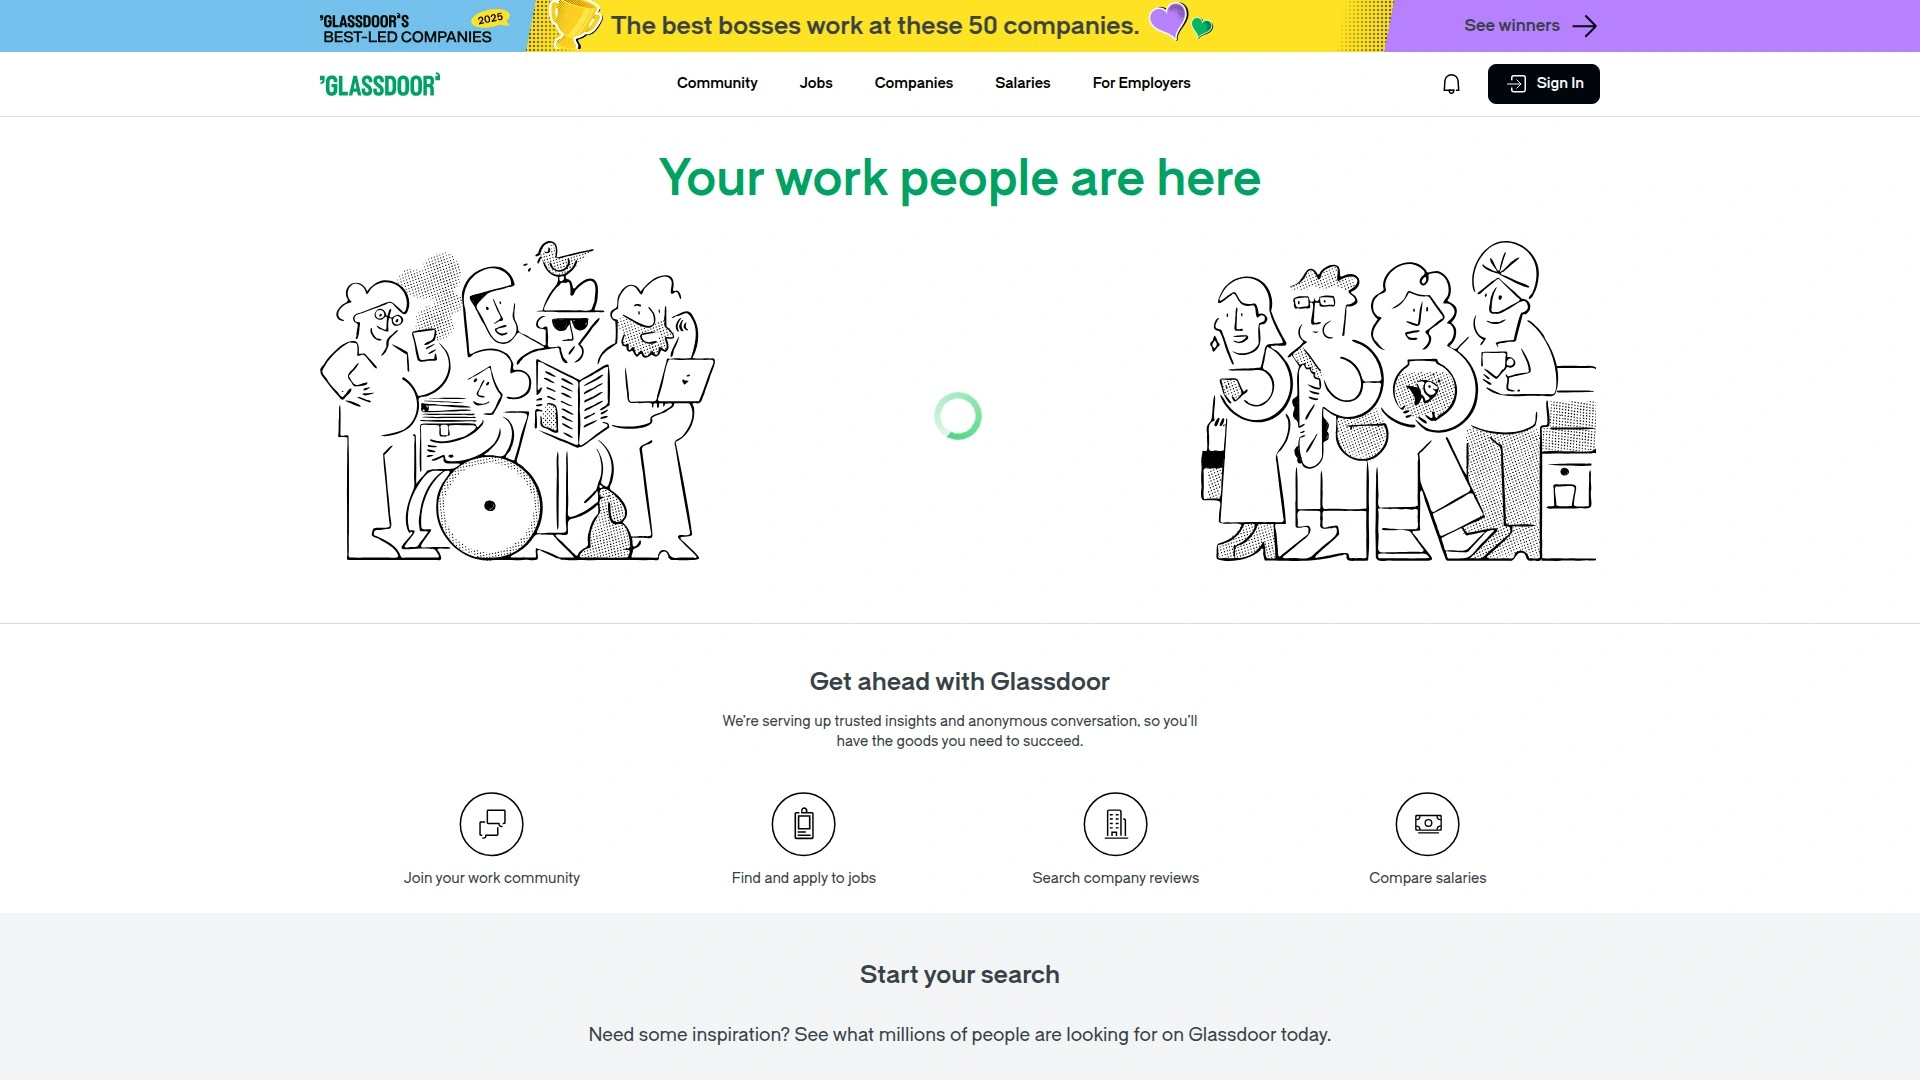 ’GLASSDOOR’S
BEST-LED COMPANIES
2025
The best bosses work at these 50 companies.
See winners
’GLASSDOOR’
Community
Jobs
Companies
Salaries
For Employers
Sign In
Your work people are here
Get ahead with Glassdoor
We’re serving up trusted insights and anonymous conversation, so you’ll
have the goods you need to succeed.
Join your work community
Find and apply to jobs
Search company reviews
Compare salaries
Start your search
Need some inspiration? See what millions of people are looking for on Glassdoor today.